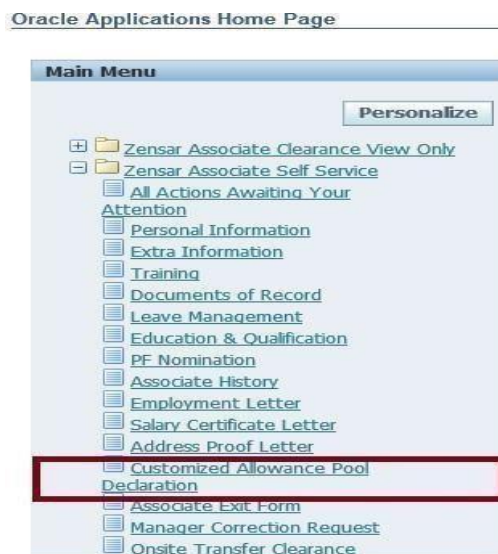 Oracle Applications Home Page
Main Menu
Personalize
Zensar Associate Clearance View Only
Zensar Associate Self Service
All Actions Awaiting Your
Attention
Personal Information
Extra Information
Training
Documents of Record
Leave Management
Education & Qualification
PF Nomination
Associate History
Employment Letter
Salary Certificate Letter
Address Proof Letter
Customized Allowance Pool
Declaration
Associate Exit Form
Manager Correction Request
Onsite Transfer Clearance